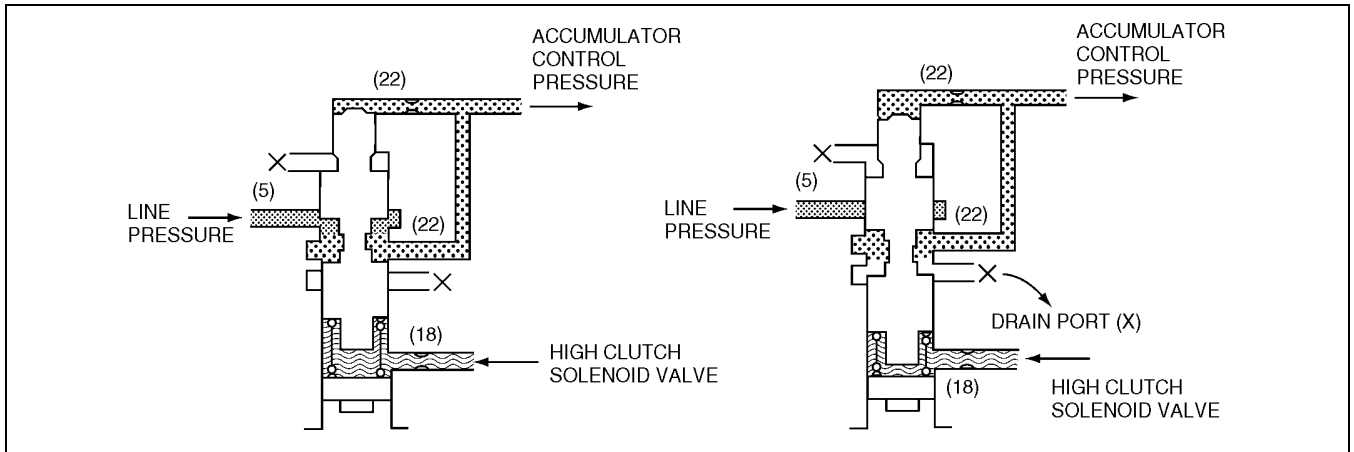 ACCUMULATOR
CONTROL
PRESSURE
(22)
(5)
LINE
PRESSURE
(22)
(18)
HIGH CLUTCH
SOLENOID VALVE
ACCUMULATOR
CONTROL
PRESSURE
(22)
(5)
LINE
PRESSURE
(22)
DRAIN PORT (X)
(18)
HIGH CLUTCH
SOLENOID VALVE